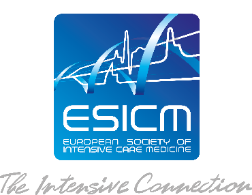 ESICM
EUROPEAN SOCIETY OF
INTENSIVE CARE MEDICINE
The Intensive Connection